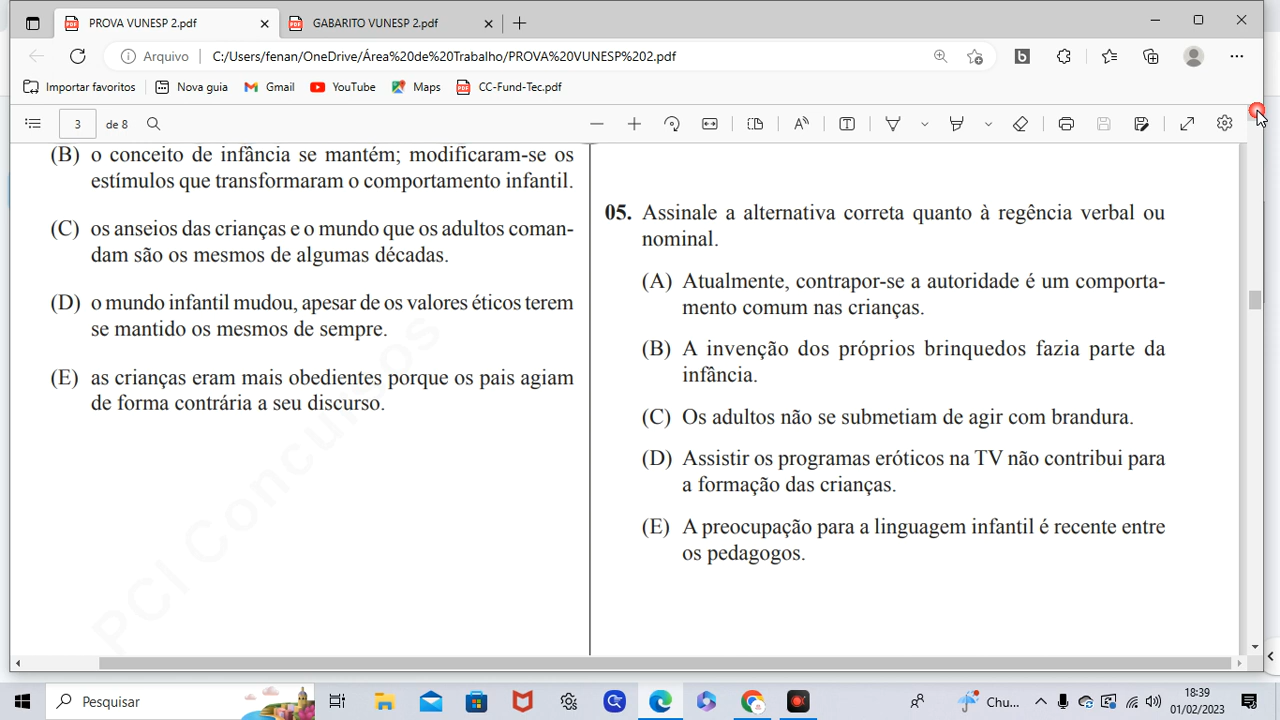 PROVA VUNESP 2.pdf
GABARITO VUNESP 2.pdf
Arquivo
C:/Users/fenan/OneDrive/Área%20de%20Trabalho/PROVA%20VUNESP%202.pdf
Importar favoritos
Nova guia
Gmail
YouTube
Maps
CC-Fund-Tec.pdf
3 de 8
(B) o conceito de infância se mantém; modificaram-se os
estímulos que transformaram o comportamento infantil.
(C) os anseios das crianças e o mundo que os adultos coman-
dam são os mesmos de algumas décadas.
(D) o mundo infantil mudou, apesar de os valores éticos terem
se mantido os mesmos de sempre.
(E) as crianças eram mais obedientes porque os pais agiam
de forma contrária a seu discurso.
PCI Concursos
05. Assinale a alternativa correta quanto à regência verbal ou
nominal.
(A) Atualmente, contrapor-se a autoridade é um comporta-
mento comum nas crianças.
(B) A invenção dos próprios brinquedos fazia parte da
infância.
(C) Os adultos não se submetiam de agir com brandura.
(D) Assistir os programas eróticos na TV não contribui para
a formação das crianças.
(E) A preocupação para a linguagem infantil é recente entre
os pedagogos.
Pesquisar
Chu...
18:39
01/02/2023